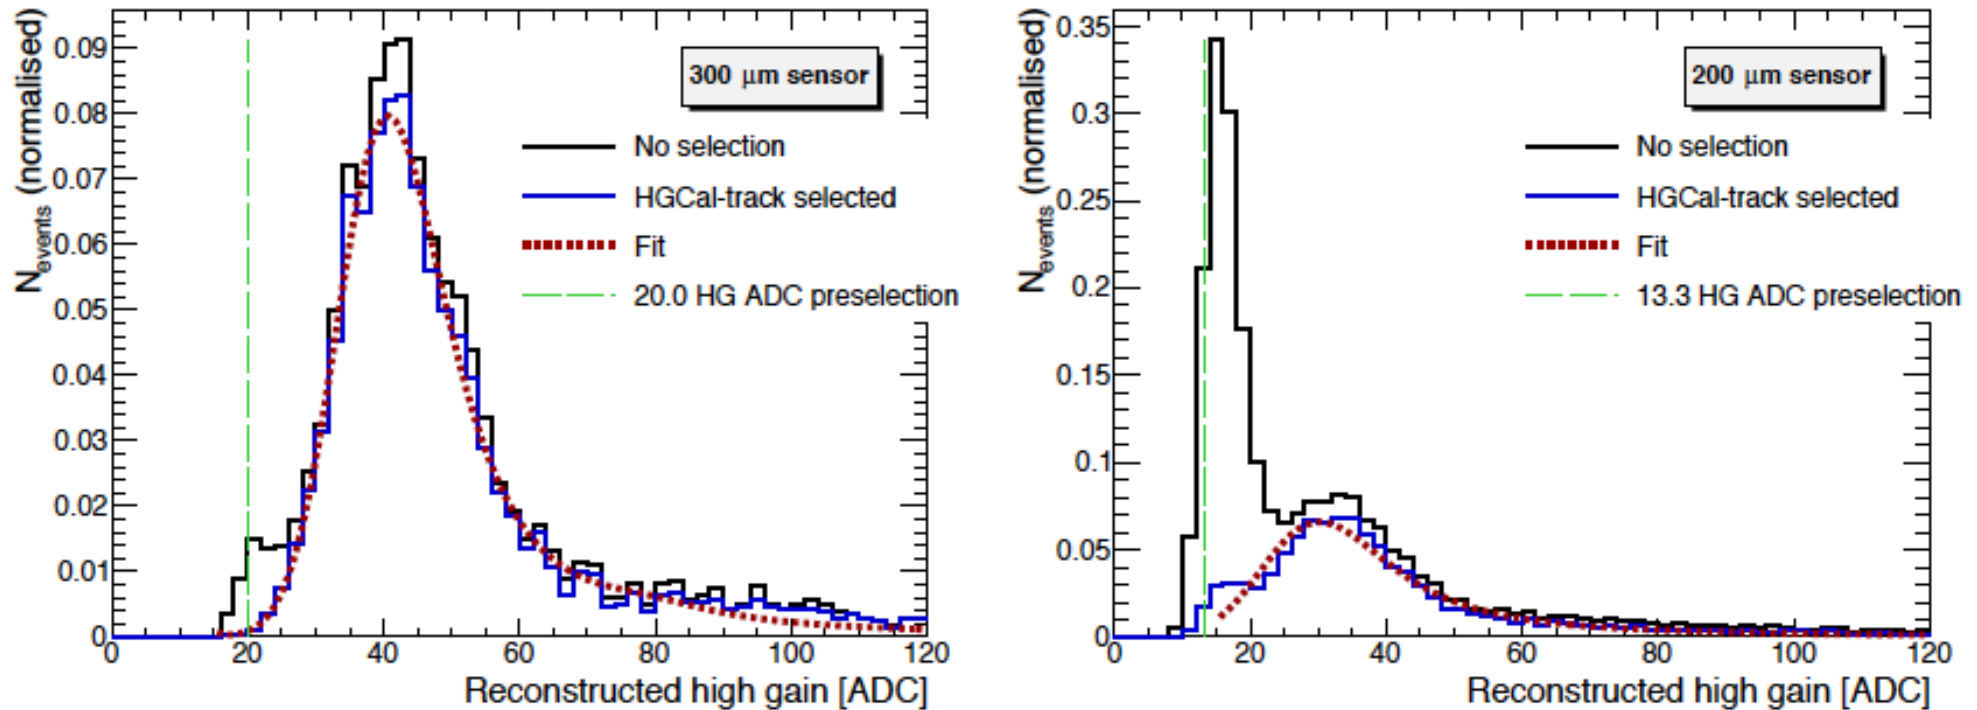 N_events (normalised)
0.09
0.08
0.07
0.06
0.05
0.04
0.03
0.02
0.01
0
300 μm sensor
No selection
HGCal-track selected
Fit
20.0 HG ADC preselection
0 20 40 60 80 100 120
Reconstructed high gain [ADC]
N_events (normalised)
0.35
0.3
0.25
0.2
0.15
0.1
0.05
0
200 μm sensor
No selection
HGCal-track selected
Fit
13.3 HG ADC preselection
0 20 40 60 80 100 120
Reconstructed high gain [ADC]